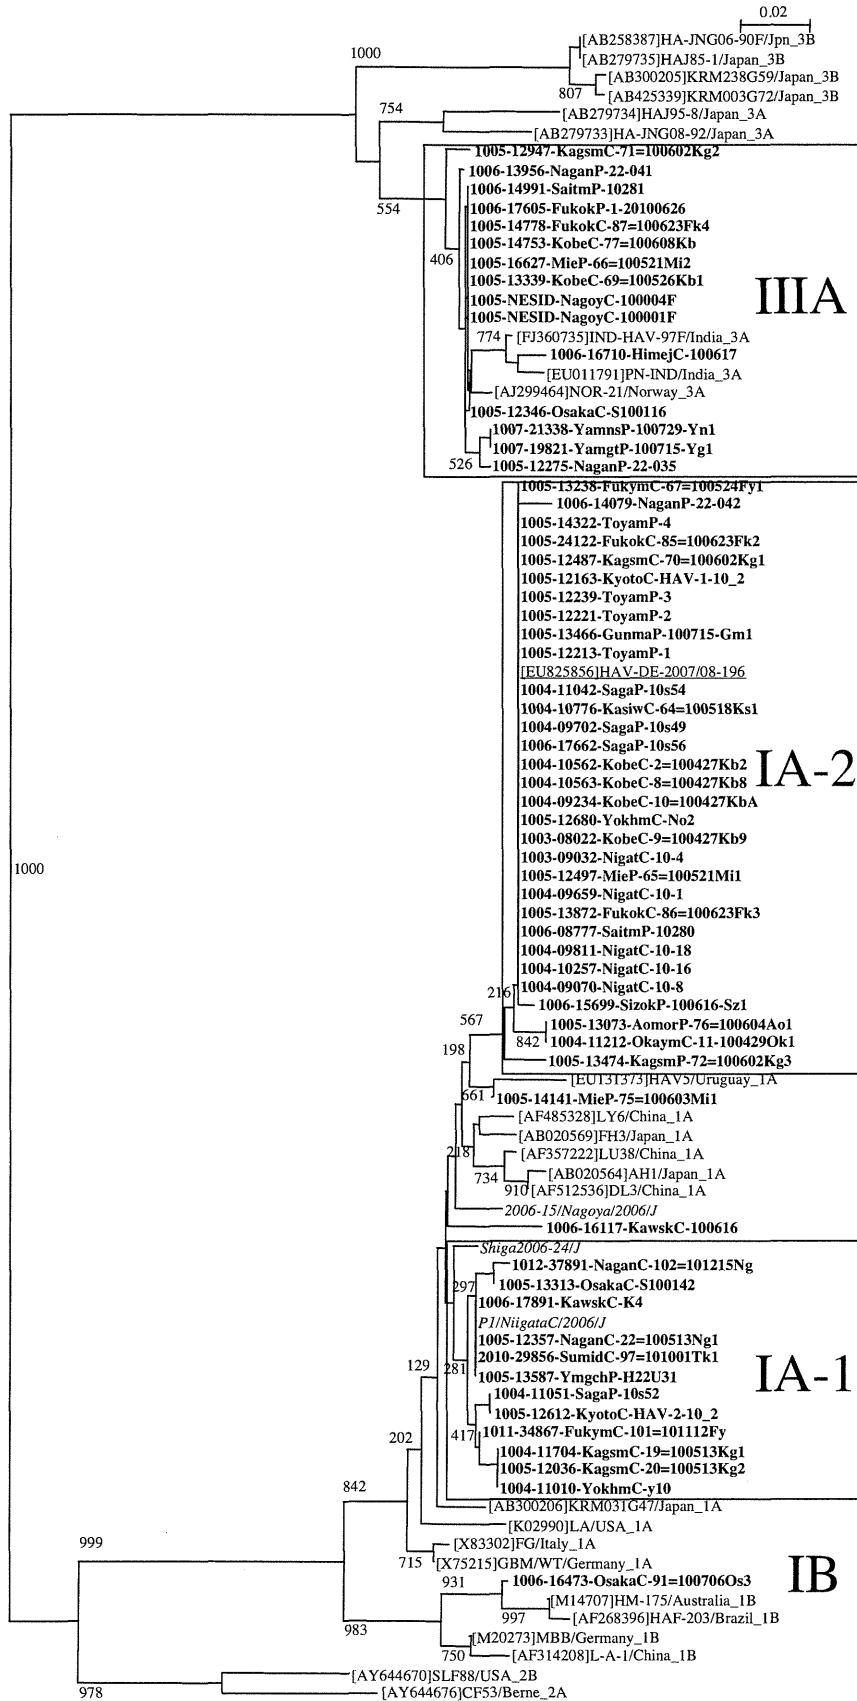 0.02
1000
[AB258387]HA-JNG06-90F/Jpn_3B
[AB279735]HAJ85-1/Japan_3B
[AB300205]KRM238G59/Japan_3B
807
[AB425339]KRM003G72/Japan_3B
754
[AB279734]HAJ95-8/Japan_3A
[AB279733]HA-JNG08-92/Japan_3A
1005-12947-KagsmC-71=100602Kg2
1006-13956-NaganP-22-041
1006-14991-SaitmP-10281
554
1006-17605-FukokP-1-20100626
1005-14778-FukokC-87=100623Fk4
1005-14753-KobeC-77=100608Kb
406
1005-16627-MieP-66=100521Mi2
1005-13339-KobeC-69=100526Kb1
IIIA
1005-NESID-NagoyC-100004F
1005-NESID-NagoyC-100001F
774
[FJ360735]IND-HAV-97F/India_3A
1006-16710-HimejC-100617
[EU011791]PN-IND/India_3A
[AJ299464]NOR-21/Norway_3A
1005-12346-OsakaC-S100116
1007-21338-YamnsP-100729-Yn1
1007-19821-YamgtP-100715-Yg1
526
1005-12275-NaganP-22-035
1005-13238-FukymC-67=100524Fy1
1006-14079-NaganP-22-042
1005-14322-ToyamP-4
1005-24122-FukokC-85=100623Fk2
1005-12487-KagsmC-70=100602Kg1
1005-12163-KyotoC-HAV-1-10_2
1005-12239-ToyamP-3
1005-12221-ToyamP-2
1005-13466-GunmaP-100715-Gm1
1005-12213-ToyamP-1
[EU825856]HAV-DE-2007/08-196
1004-11042-SagaP-10s54
1004-10776-KasiwC-64=100518Ks1
1004-09702-SagaP-10s49
1006-17662-SagaP-10s56
1004-10562-KobeC-2=100427Kb2
IA-2
1004-10563-KobeC-8=100427Kb8
1004-09234-KobeC-10=100427KbA
1005-12680-YokhmC-No2
1003-08022-KobeC-9=100427Kb9
1003-09032-NigatC-10-4
1000
1005-12497-MieP-65=100521Mi1
1004-09659-NigatC-10-1
1005-13872-FukokC-86=100623Fk3
1006-08777-SaitmP-10280
1004-09811-NigatC-10-18
1004-10257-NigatC-10-16
1004-09070-NigatC-10-8
216
1006-15699-SizokP-100616-Sz1
567
1005-13073-AomorP-76=100604Ao1
842
1004-11212-OkaymC-11-100429Ok1
198
1005-13474-KagsmP-72=100602Kg3
[EU131373]HAV5/Uruguay_1A
661
1005-14141-MieP-75=100603Mi1
[AF485328]LY6/China_1A
[AB020569]FH3/Japan_1A
218
[AF357222]LU38/China_1A
734
[AB020564]AH1/Japan_1A
910
[AF512536]DL3/China_1A
2006-15/Nagoya/2006/J
1006-16117-KawskC-100616
Shiga2006-24/J
1012-37891-NaganC-102=101215Ng
297
1005-13313-OsakaC-S100142
1006-17891-KawskC-K4
P1/NiigataC/2006/J
1005-12357-NaganC-22=100513Ng1
129
2010-29856-SumidC-97=101001Tk1
281
1005-13587-YmgchP-H22U31
IA-1
1004-11051-SagaP-10s52
1005-12612-KyotoC-HAV-2-10_2
417
1011-34867-FukymC-101=101112Fy
202
1004-11704-KagsmC-19=100513Kg1
1005-12036-KagsmC-20=100513Kg2
842
1004-11010-YokhmC-y10
[AB300206]KRM031G47/Japan_1A
[K02990]LA/USA_1A
999
[X83302]FG/Italy_1A
715
[X75215]GBM/WT/Germany_1A
IB
931
1006-16473-OsakaC-91=100706Os3
[M14707]HM-175/Australia_1B
997
[AF268396]HAF-203/Brazil_1B
983
[M20273]MBB/Germany_1B
750
[AF314208]L-A-1/China_1B
[AY644670]SLF88/USA_2B
978
[AY644676]CF53/Berne_2A